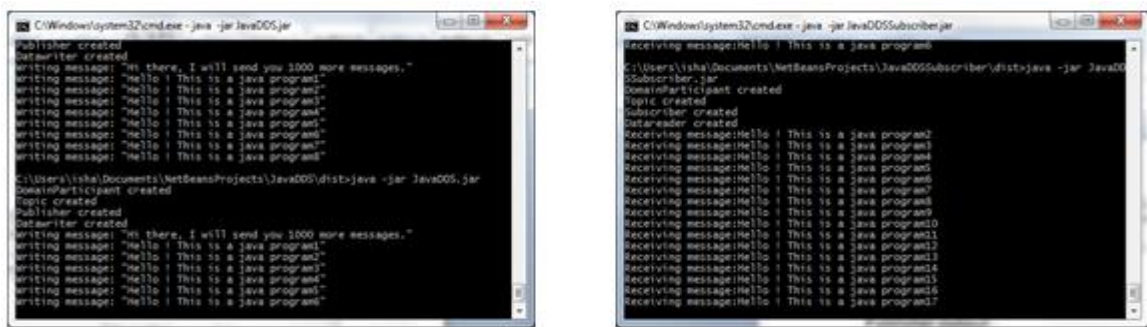 C:\Windows\system32\cmd.exe - java -jar JavaDDS.jar
Publisher created
Datawriter created
Writing message: "Hi there, I will send you 1000 more messages."
Writing message: "Hello ! This is a java program1"
Writing message: "Hello ! This is a java program2"
Writing message: "Hello ! This is a java program3"
Writing message: "Hello ! This is a java program4"
Writing message: "Hello ! This is a java program5"
Writing message: "Hello ! This is a java program6"
Writing message: "Hello ! This is a java program7"
Writing message: "Hello ! This is a java program8"
C:\Users\isha\Documents\NetBeansProjects\JavaDDS\dist>java -jar JavaDDS.jar
DomainParticipant created
Topic created
Publisher created
Datawriter created
Writing message: "Hi there, I will send you 1000 more messages."
Writing message: "Hello ! This is a java program1"
Writing message: "Hello ! This is a java program2"
Writing message: "Hello ! This is a java program3"
Writing message: "Hello ! This is a java program4"
Writing message: "Hello ! This is a java program5"
Writing message: "Hello ! This is a java program6"
C:\Windows\system32\cmd.exe - java -jar JavaDDSSubscriber.jar
Receiving message:Hello ! This is a java program6
C:\Users\isha\Documents\NetBeansProjects\JavaDDSSubscriber\dist>java -jar JavaDD
SSubscriber.jar
DomainParticipant created
Topic created
Subscriber created
Datareader created
Receiving message:Hello ! This is a java program2
Receiving message:Hello ! This is a java program3
Receiving message:Hello ! This is a java program4
Receiving message:Hello ! This is a java program5
Receiving message:Hello ! This is a java program6
Receiving message:Hello ! This is a java program7
Receiving message:Hello ! This is a java program8
Receiving message:Hello ! This is a java program9
Receiving message:Hello ! This is a java program10
Receiving message:Hello ! This is a java program11
Receiving message:Hello ! This is a java program12
Receiving message:Hello ! This is a java program13
Receiving message:Hello ! This is a java program14
Receiving message:Hello ! This is a java program15
Receiving message:Hello ! This is a java program16
Receiving message:Hello ! This is a java program17